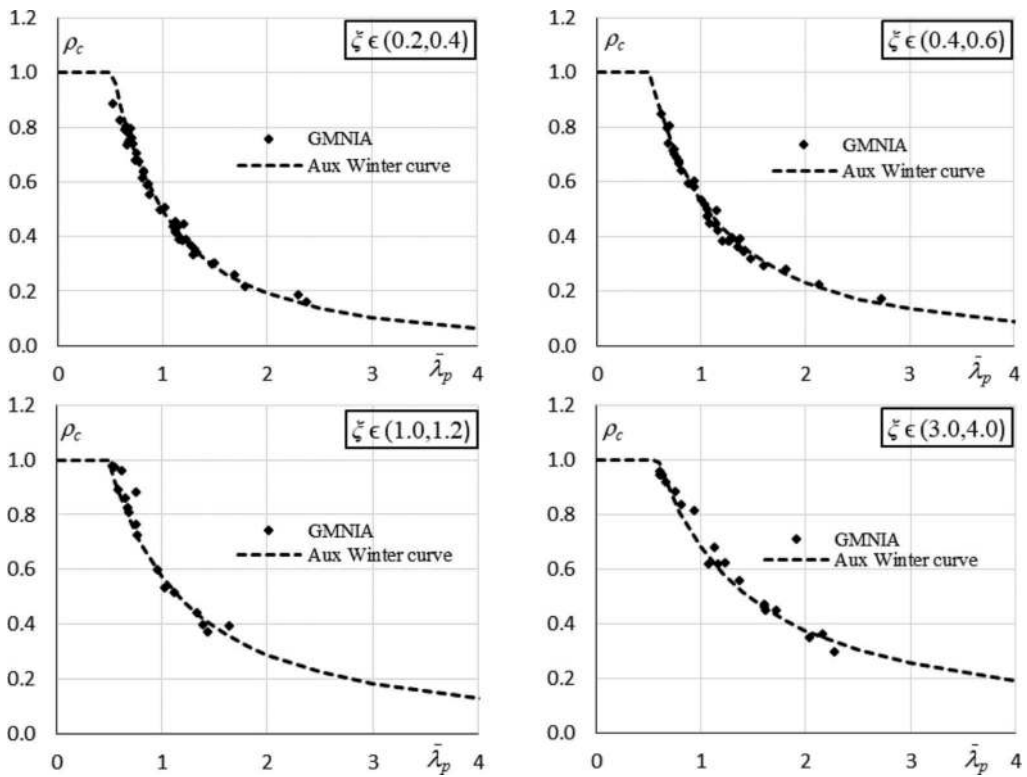 1.2
ρc
ξ ϵ (0.2,0.4)
1.0
0.8
GMNIA
0.6
Aux Winter curve
0.4
0.2
0.0
0 1 2 3 λ̄p 4
1.2
ρc
ξ ϵ (0.4,0.6)
1.0
0.8
GMNIA
Aux Winter curve
0.6
0.4
0.2
0.0
0 1 2 3 λ̄p 4
1.2
ρc
ξ ϵ (1.0,1.2)
1.0
0.8
GMNIA
Aux Winter curve
0.6
0.4
0.2
0.0
0 1 2 3 λ̄p 4
1.2
ρc
ξ ϵ (3.0,4.0)
1.0
0.8
GMNIA
Aux Winter curve
0.6
0.4
0.2
0.0
0 1 2 3 λ̄p 4